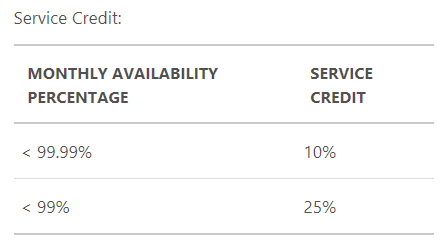 Service Credit:
MONTHLY AVAILABILITY SERVICE
PERCENTAGE CREDIT
< 99.99% 10%
< 99% 25%